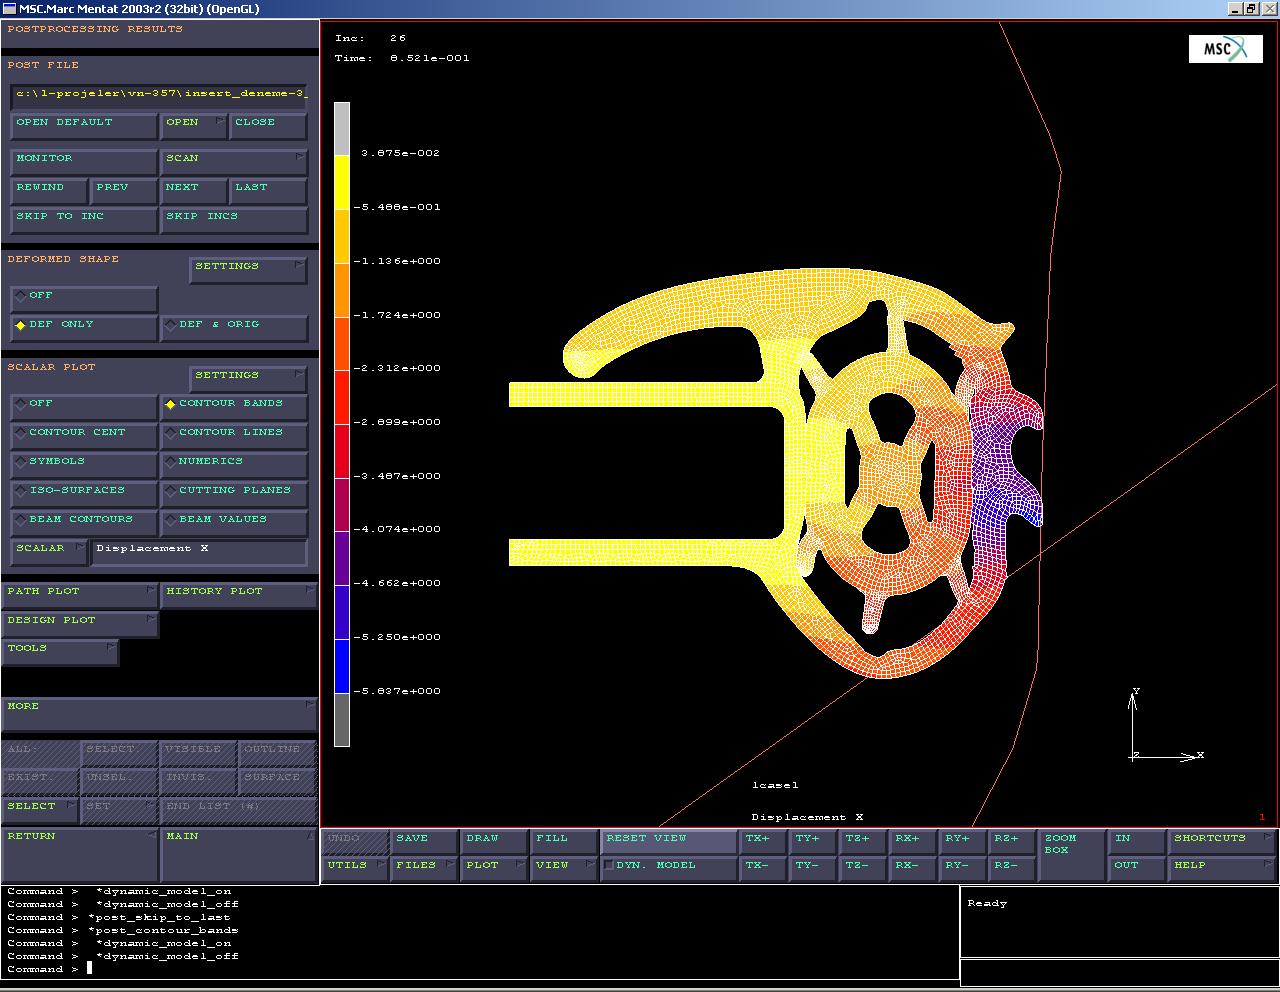 MSC.Marc Mentat 2003r2 (32bit) (OpenGL)
POSTPROCESSING RESULTS
POST FILE
c:\1-projeler\vn-357\insert_deneme-3_
OPEN DEFAULT
OPEN
CLOSE
MONITOR
SCAN
REWIND
PREV
NEXT
LAST
SKIP TO INC
SKIP INCS
DEFORMED SHAPE
SETTINGS
OFF
DEF ONLY
DEF & ORIG
SCALAR PLOT
SETTINGS
OFF
CONTOUR BANDS
CONTOUR CENT
CONTOUR LINES
SYMBOLS
NUMERICS
ISO-SURFACES
CUTTING PLANES
BEAM CONTOURS
BEAM VALUES
SCALAR
Displacement X
PATH PLOT
HISTORY PLOT
DESIGN PLOT
TOOLS
MORE
ALL:
SELECT.
VISIBLE
OUTLINE
EXIST.
UNSEL.
INVIS.
SURFACE
SELECT
SET
END LIST (#)
RETURN
MAIN
Inc: 26
Time: 8.521e-001
MSC
3.875e-002
-5.488e-001
-1.136e+000
-1.724e+000
-2.312e+000
-2.899e+000
-3.487e+000
-4.074e+000
-4.662e+000
-5.250e+000
-5.837e+000
Y
Z
X
lcase1
Displacement X
1
UNDO
SAVE
DRAW
FILL
RESET VIEW
TX+
TY+
TZ+
RX+
RY+
RZ+
ZOOM
BOX
IN
SHORTCUTS
UTILS
FILES
PLOT
VIEW
DYN. MODEL
TX-
TY-
TZ-
RX-
RY-
RZ-
OUT
HELP
Command > *dynamic_model_on
Command > *dynamic_model_off
Command > *post_skip_to_last
Command > *post_contour_bands
Command > *dynamic_model_on
Command > *dynamic_model_off
Command >
Ready